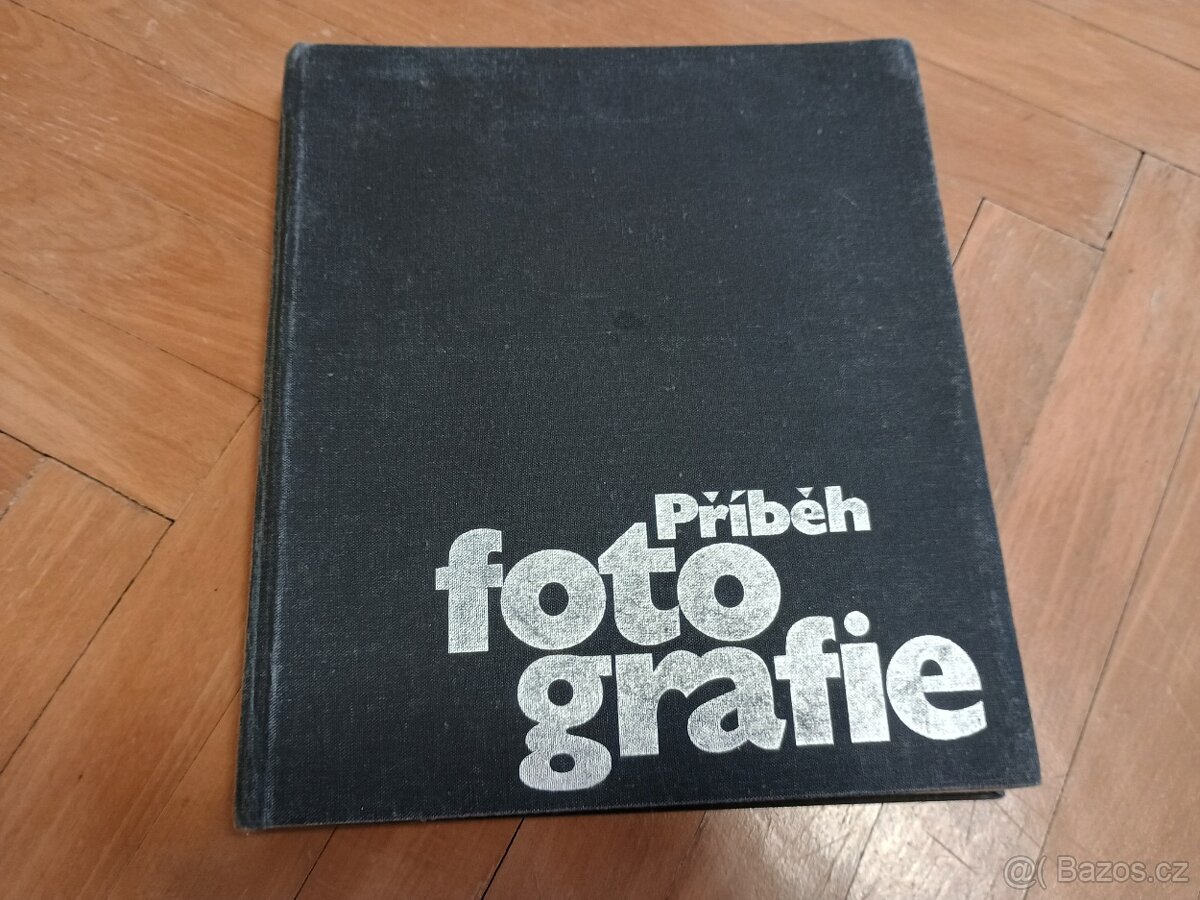 Příběh
foto
grafie
@( Bazos.cz